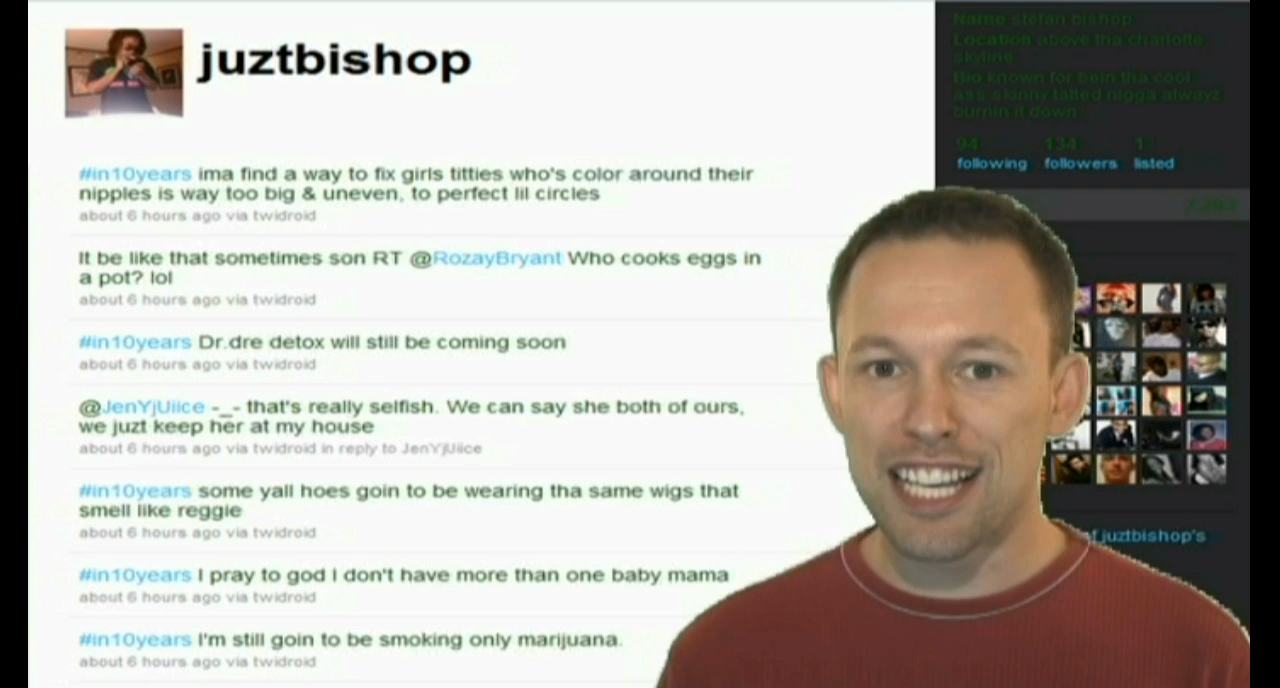 juztbishop
#in10years ima find a way to fix girls titties who's color around their
nipples is way too big & uneven, to perfect lil circles
about 6 hours ago via twidroid
It be like that sometimes son RT @RozayBryant Who cooks eggs in
a pot? lol
about 6 hours ago via twidroid
#in10years Dr.dre detox will still be coming soon
about 6 hours ago via twidroid
@JenYjUiice -_- that's really selfish. We can say she both of ours,
we juzt keep her at my house
about 6 hours ago via twidroid in reply to JenYjUiice
#in10years some yall hoes goin to be wearing tha same wigs that
smell like reggie
about 6 hours ago via twidroid
#in10years I pray to god I don't have more than one baby mama
about 6 hours ago via twidroid
#in10years I'm still goin to be smoking only marijuana.
about 6 hours ago via twidroid
Name stefan bishop
Location above tha charlotte
skyline
Bio known for bein tha cool
ass skinny tatted nigga alwayz
burnin it down
94 134 1
following followers listed
of juztbishop's